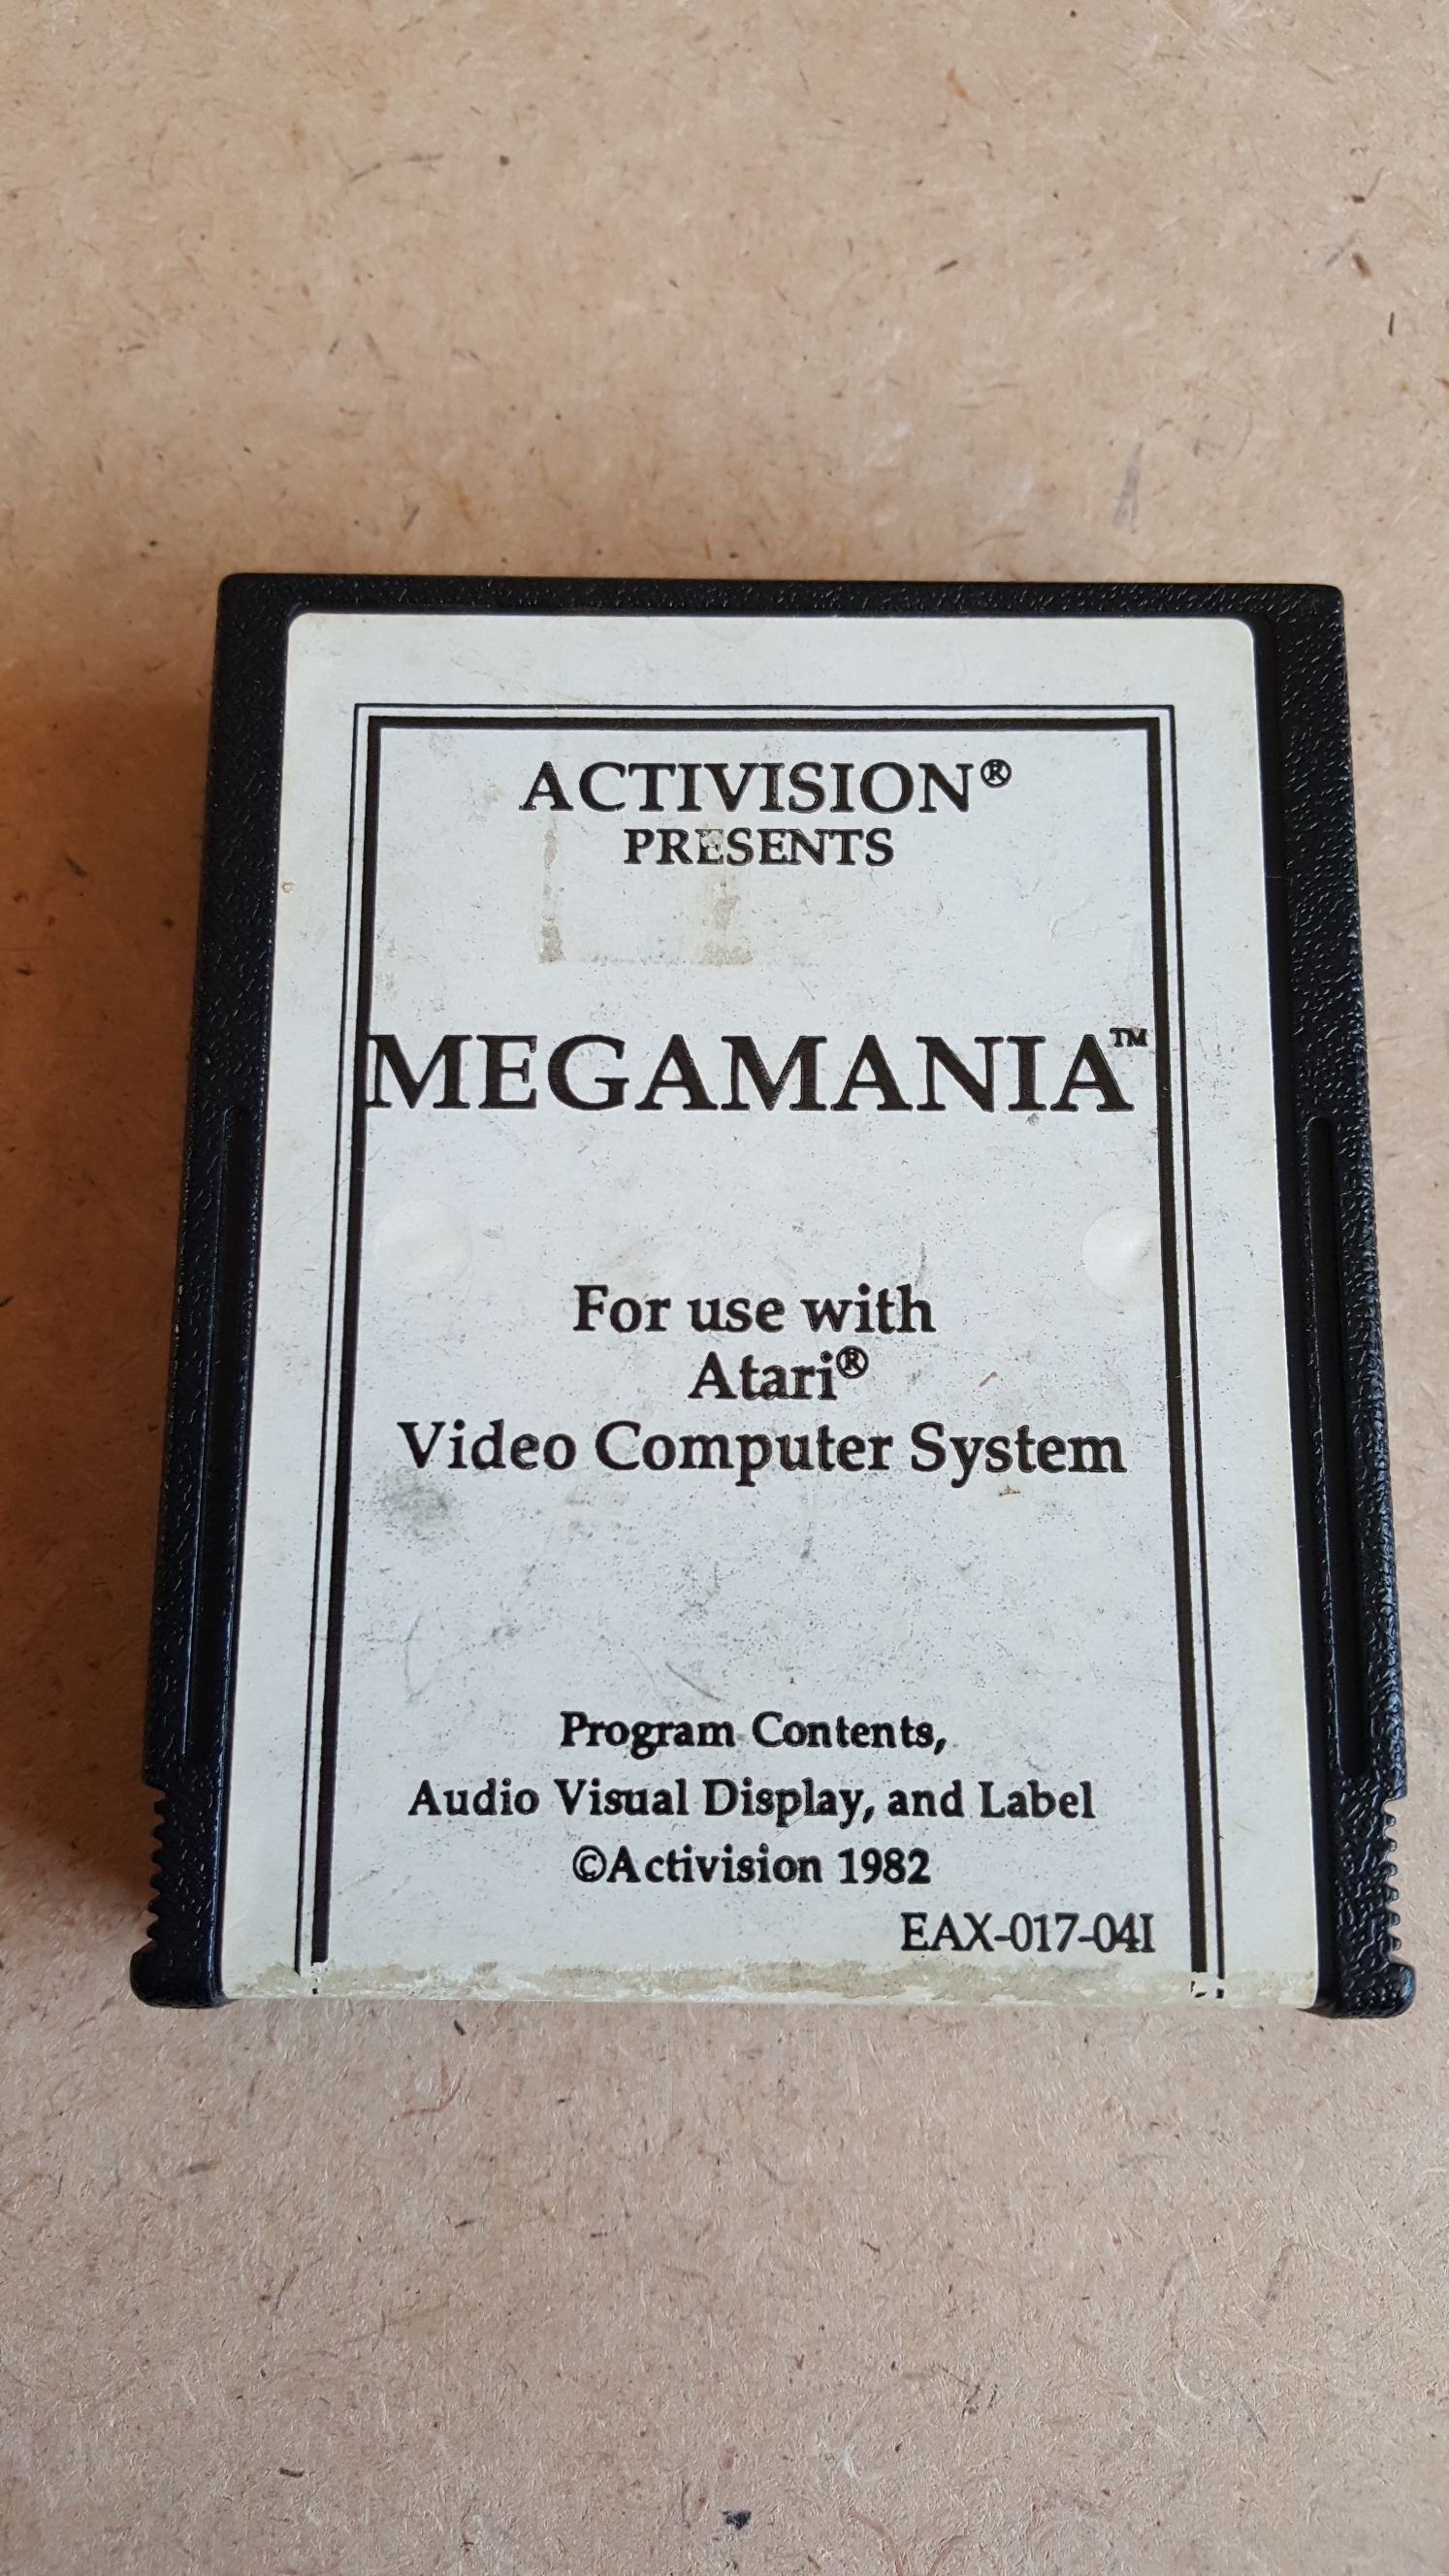 ACTIVISION®
PRESENTS
MEGAMANIA™
For use with
Atari®
Video Computer System
Program Contents,
Audio Visual Display, and Label
©Activision 1982
EAX-017-04I